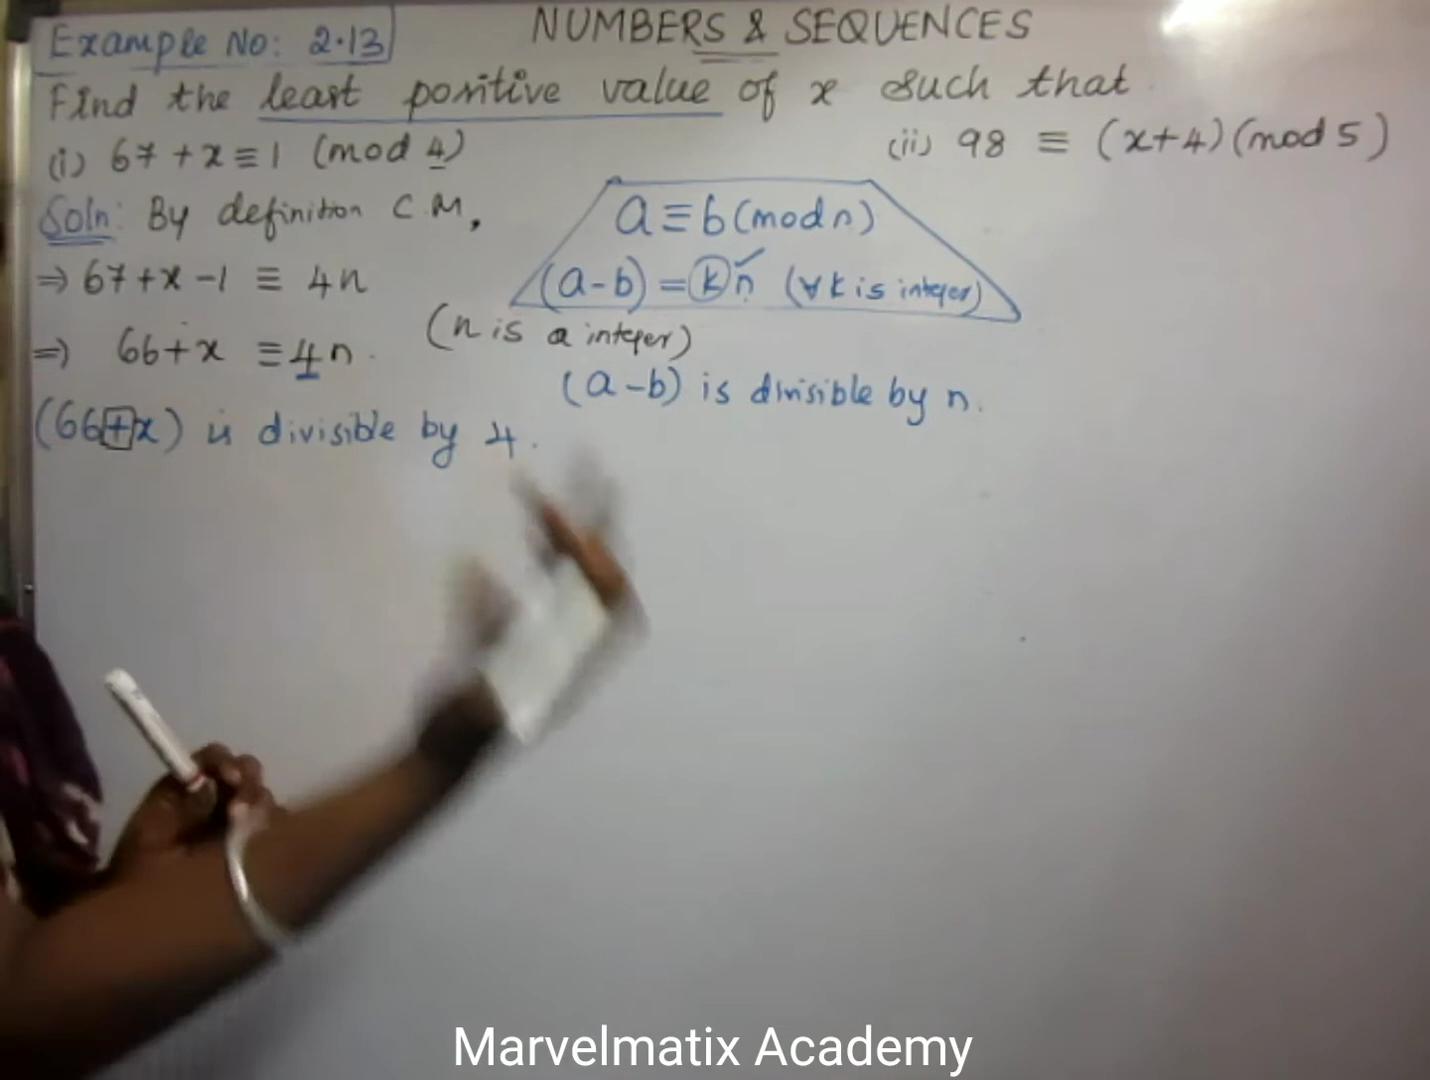 NUMBERS & SEQUENCES
Example No: 2.13
Find the least positive value of x such that
(i) 67 + x ≡ 1 (mod 4)
(ii) 98 ≡ (x+4)(mod 5)
Soln: By definition C.M,
a ≡ b (mod n)
(a-b) = kn ✓ (∀ k is integer)
⇒ 67+x-1 ≡ 4n
(n is a integer)
⇒ 66+x ≡ 4n.
(a-b) is divisible by n.
(66+x) is divisible by 4.
Marvelmatix Academy